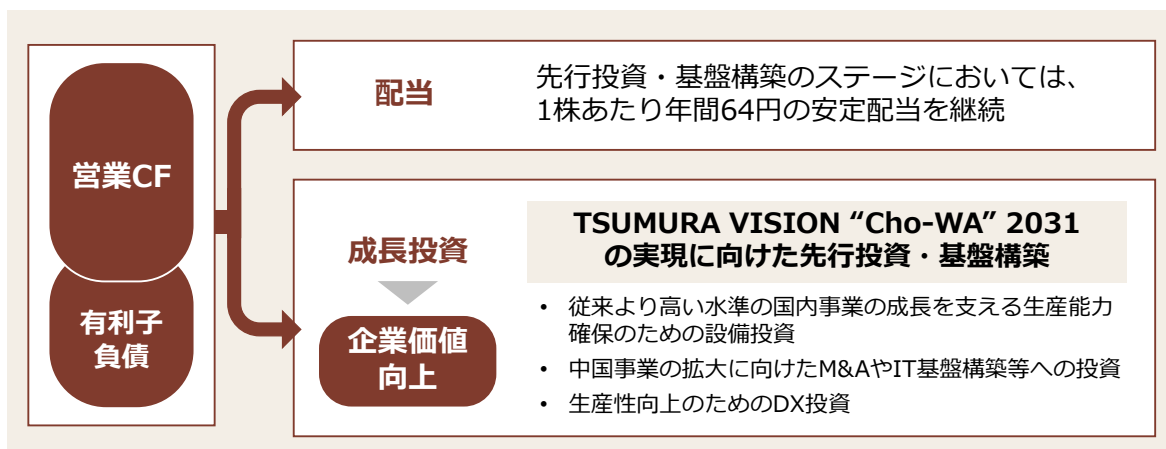 営業CF
有利子
負債
配当
先行投資・基盤構築のステージにおいては、
1株あたり年間64円の安定配当を継続
成長投資
企業価値
向上
TSUMURA VISION “Cho-WA” 2031
の実現に向けた先行投資・基盤構築
• 従来より高い水準の国内事業の成長を支える生産能力
確保のための設備投資
• 中国事業の拡大に向けたM&AやIT基盤構築等への投資
• 生産性向上のためのDX投資